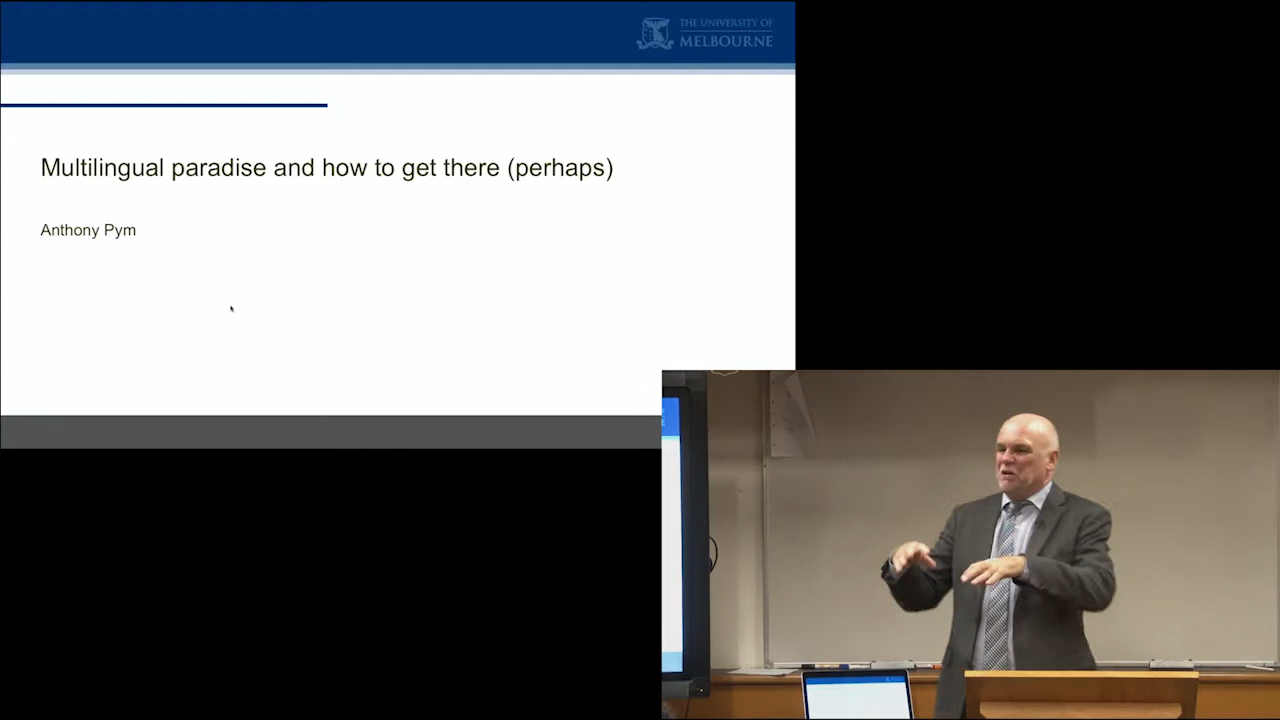 THE UNIVERSITY OF
MELBOURNE
Multilingual paradise and how to get there (perhaps)
Anthony Pym